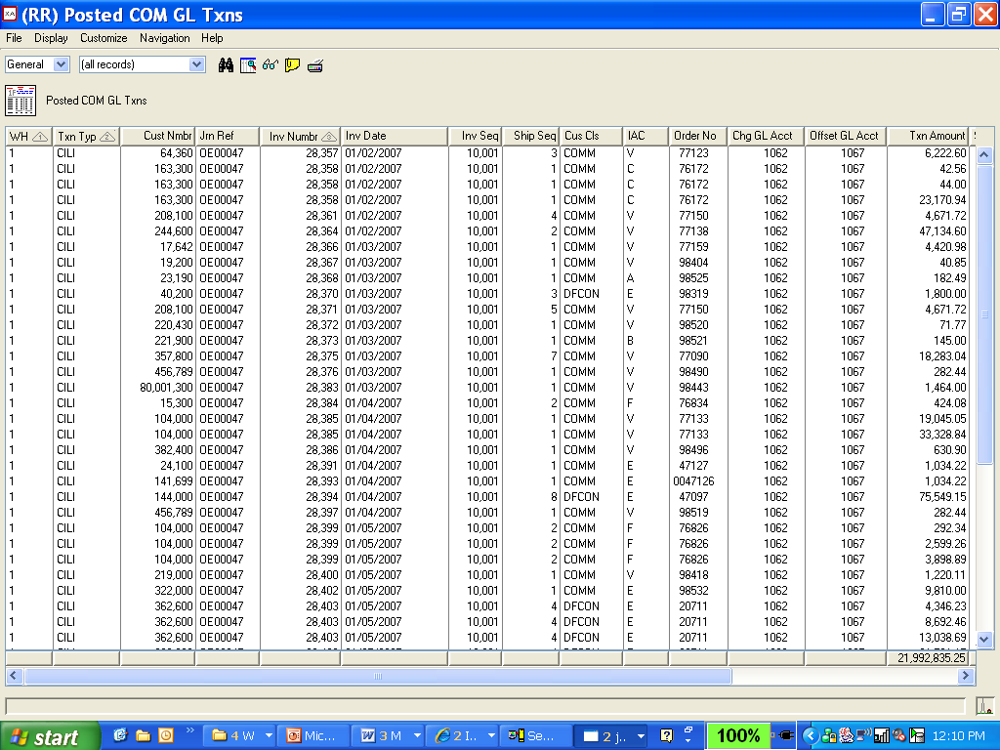 XA (RR) Posted COM GL Txns
File Display Customize Navigation Help
General (all records)
Posted COM GL Txns
WH 1 Txn Typ 2 Cust Nmbr Jrn Ref Inv Numbr 3 Inv Date Inv Seq Ship Seq Cus Cls IAC Order No Chg GL Acct Offset GL Acct Txn Amount
1 CILI 64,360 OE00047 28,357 01/02/2007 10,001 3 COMM V 77123 1062 1067 6,222.60
1 CILI 163,300 OE00047 28,358 01/02/2007 10,001 1 COMM C 76172 1062 1067 42.56
1 CILI 163,300 OE00047 28,358 01/02/2007 10,001 1 COMM C 76172 1062 1067 44.00
1 CILI 163,300 OE00047 28,358 01/02/2007 10,001 1 COMM C 76172 1062 1067 23,170.94
1 CILI 208,100 OE00047 28,361 01/02/2007 10,001 4 COMM V 77150 1062 1067 4,671.72
1 CILI 244,600 OE00047 28,364 01/02/2007 10,001 2 COMM V 77138 1062 1067 47,134.60
1 CILI 17,642 OE00047 28,366 01/03/2007 10,001 1 COMM V 77159 1062 1067 4,420.98
1 CILI 19,200 OE00047 28,367 01/03/2007 10,001 1 COMM V 98404 1062 1067 40.85
1 CILI 23,190 OE00047 28,368 01/03/2007 10,001 1 COMM A 98525 1062 1067 182.49
1 CILI 40,200 OE00047 28,370 01/03/2007 10,001 3 DFCON E 98319 1062 1067 1,800.00
1 CILI 208,100 OE00047 28,371 01/03/2007 10,001 5 COMM V 77150 1062 1067 4,671.72
1 CILI 220,430 OE00047 28,372 01/03/2007 10,001 1 COMM V 98520 1062 1067 71.77
1 CILI 221,900 OE00047 28,373 01/03/2007 10,001 1 COMM B 98521 1062 1067 145.00
1 CILI 357,800 OE00047 28,375 01/03/2007 10,001 7 COMM V 77090 1062 1067 18,283.04
1 CILI 456,789 OE00047 28,376 01/03/2007 10,001 1 COMM V 98490 1062 1067 282.44
1 CILI 80,001,300 OE00047 28,383 01/03/2007 10,001 1 COMM V 98443 1062 1067 1,464.00
1 CILI 15,300 OE00047 28,384 01/04/2007 10,001 2 COMM F 76834 1062 1067 424.08
1 CILI 104,000 OE00047 28,385 01/04/2007 10,001 1 COMM V 77133 1062 1067 19,045.05
1 CILI 104,000 OE00047 28,385 01/04/2007 10,001 1 COMM V 77133 1062 1067 33,328.84
1 CILI 382,400 OE00047 28,386 01/04/2007 10,001 1 COMM V 98496 1062 1067 630.90
1 CILI 24,100 OE00047 28,391 01/04/2007 10,001 1 COMM E 47127 1062 1067 1,034.22
1 CILI 141,699 OE00047 28,393 01/04/2007 10,001 1 COMM E 0047126 1062 1067 1,034.22
1 CILI 144,000 OE00047 28,394 01/04/2007 10,001 8 DFCON E 47097 1062 1067 75,549.15
1 CILI 456,789 OE00047 28,397 01/04/2007 10,001 1 COMM V 98519 1062 1067 282.44
1 CILI 104,000 OE00047 28,399 01/05/2007 10,001 2 COMM F 76826 1062 1067 292.34
1 CILI 104,000 OE00047 28,399 01/05/2007 10,001 2 COMM F 76826 1062 1067 2,599.26
1 CILI 104,000 OE00047 28,399 01/05/2007 10,001 2 COMM F 76826 1062 1067 3,898.89
1 CILI 219,000 OE00047 28,400 01/05/2007 10,001 1 COMM V 98418 1062 1067 1,220.11
1 CILI 322,000 OE00047 28,402 01/05/2007 10,001 1 COMM E 98532 1062 1067 9,810.00
1 CILI 362,600 OE00047 28,403 01/05/2007 10,001 4 DFCON E 20711 1062 1067 4,346.23
1 CILI 362,600 OE00047 28,403 01/05/2007 10,001 4 DFCON E 20711 1062 1067 8,692.46
1 CILI 362,600 OE00047 28,403 01/05/2007 10,001 4 DFCON E 20711 1062 1067 13,038.69
21,992,835.25
start 4 W Mic... 3 M 2 I... Se... 2 j.. 100% 12:10 PM